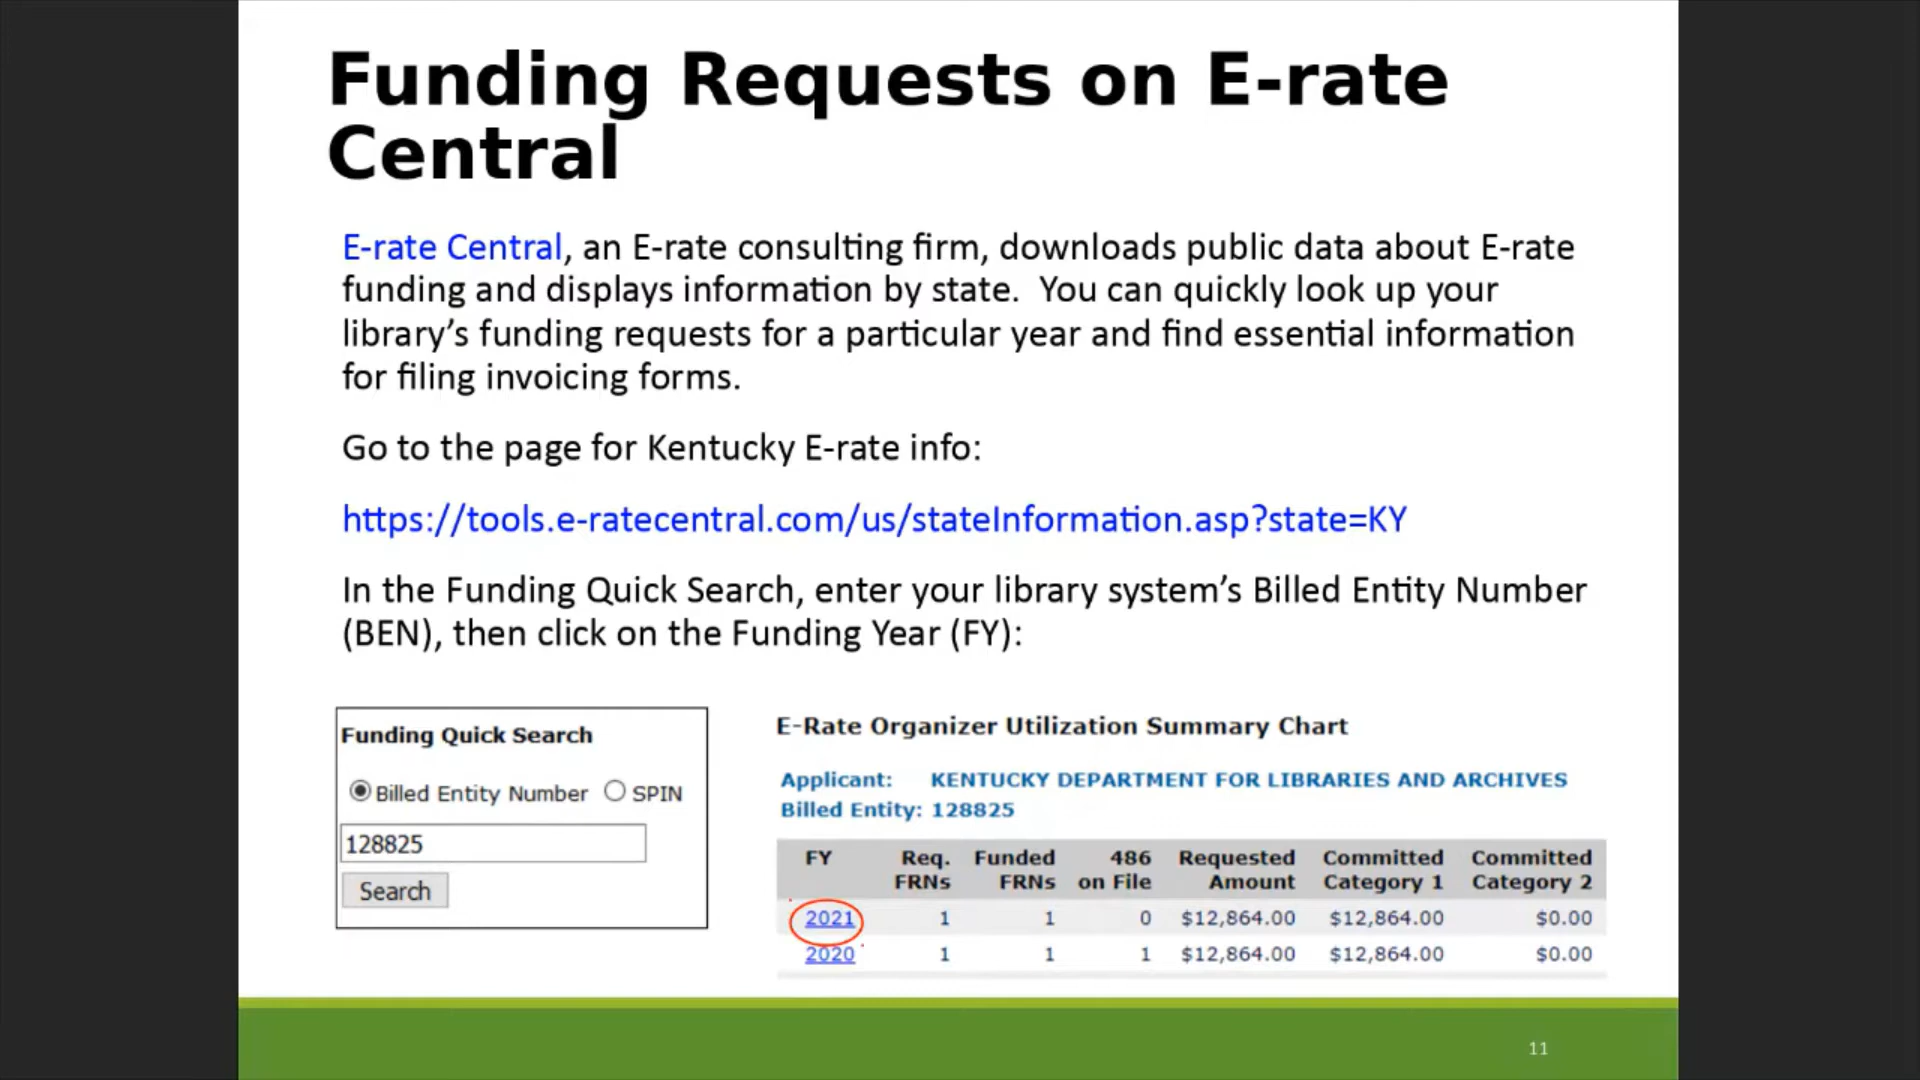 Funding Requests on E-rate
Central
E-rate Central, an E-rate consulting firm, downloads public data about E-rate
funding and displays information by state.  You can quickly look up your
library’s funding requests for a particular year and find essential information
for filing invoicing forms.
Go to the page for Kentucky E-rate info:
https://tools.e-ratecentral.com/us/stateInformation.asp?state=KY
In the Funding Quick Search, enter your library system’s Billed Entity Number
(BEN), then click on the Funding Year (FY):
Funding Quick Search
Billed Entity Number SPIN
128825
Search
E-Rate Organizer Utilization Summary Chart
Applicant: KENTUCKY DEPARTMENT FOR LIBRARIES AND ARCHIVES
Billed Entity: 128825
FY Req. Funded 486 Requested Committed Committed
FRNs FRNs on File Amount Category 1 Category 2
2021 1 1 0 $12,864.00 $12,864.00 $0.00
2020 1 1 1 $12,864.00 $12,864.00 $0.00
11